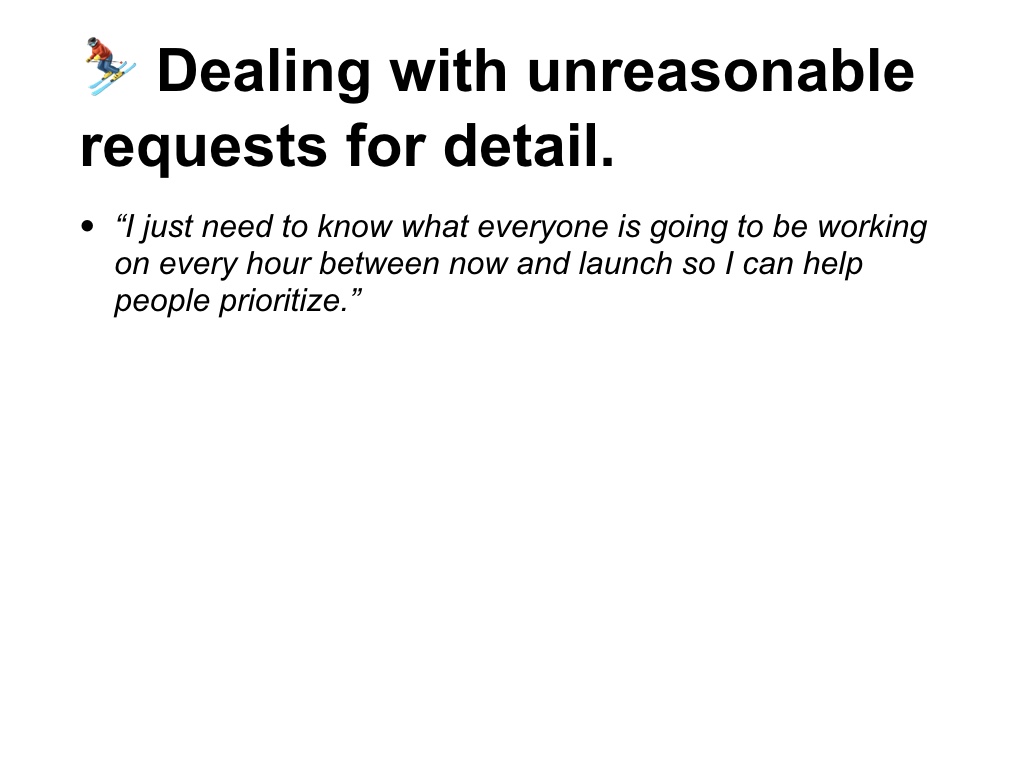 ⛷ Dealing with unreasonable
requests for detail.
• “I just need to know what everyone is going to be working
on every hour between now and launch so I can help
people prioritize.”